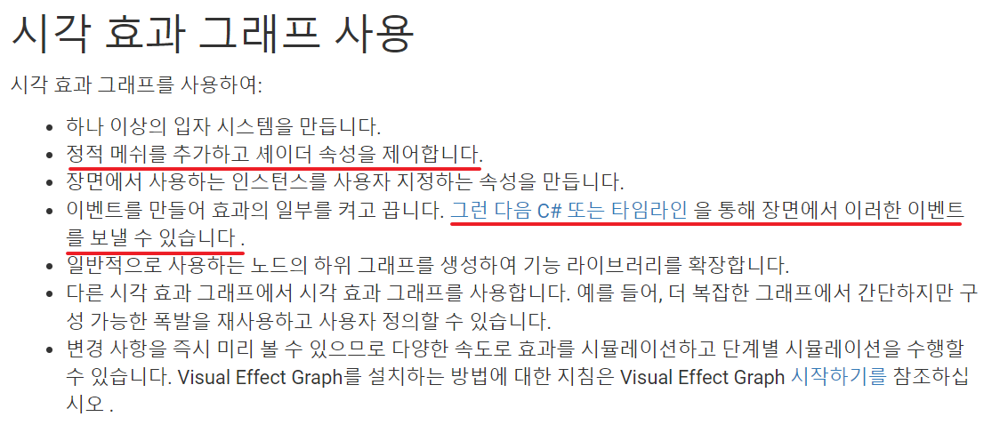 시각 효과 그래프 사용
시각 효과 그래프를 사용하여:
• 하나 이상의 입자 시스템을 만듭니다.
• 정적 메쉬를 추가하고 셰이더 속성을 제어합니다.
• 장면에서 사용하는 인스턴스를 사용자 지정하는 속성을 만듭니다.
• 이벤트를 만들어 효과의 일부를 켜고 끕니다. 그런 다음 C# 또는 타임라인 을 통해 장면에서 이러한 이벤트
를 보낼 수 있습니다 .
• 일반적으로 사용하는 노드의 하위 그래프를 생성하여 기능 라이브러리를 확장합니다.
• 다른 시각 효과 그래프에서 시각 효과 그래프를 사용합니다. 예를 들어, 더 복잡한 그래프에서 간단하지만 구
성 가능한 폭발을 재사용하고 사용자 정의할 수 있습니다.
• 변경 사항을 즉시 미리 볼 수 있으므로 다양한 속도로 효과를 시뮬레이션하고 단계별 시뮬레이션을 수행할
수 있습니다. Visual Effect Graph를 설치하는 방법에 대한 지침은 Visual Effect Graph 시작하기를 참조하십
시오 .